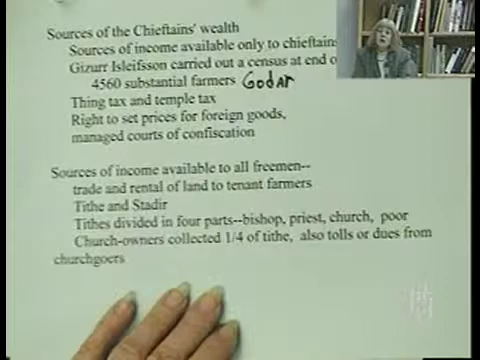 Sources of the Chieftains' wealth
Sources of income available only to chieftains
Gizurr Isleifsson carried out a census at end o
4560 substantial farmers Goðar
Thing tax and temple tax
Right to set prices for foreign goods,
managed courts of confiscation
Sources of income available to all freemen--
trade and rental of land to tenant farmers
Tithe and Stadir
Tithes divided in four parts--bishop, priest, church, poor
Church-owners collected 1/4 of tithe, also tolls or dues from
churchgoers